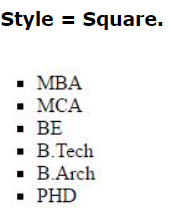 Style = Square.
▪ MBA
▪ MCA
▪ BE
▪ B.Tech
▪ B.Arch
▪ PHD